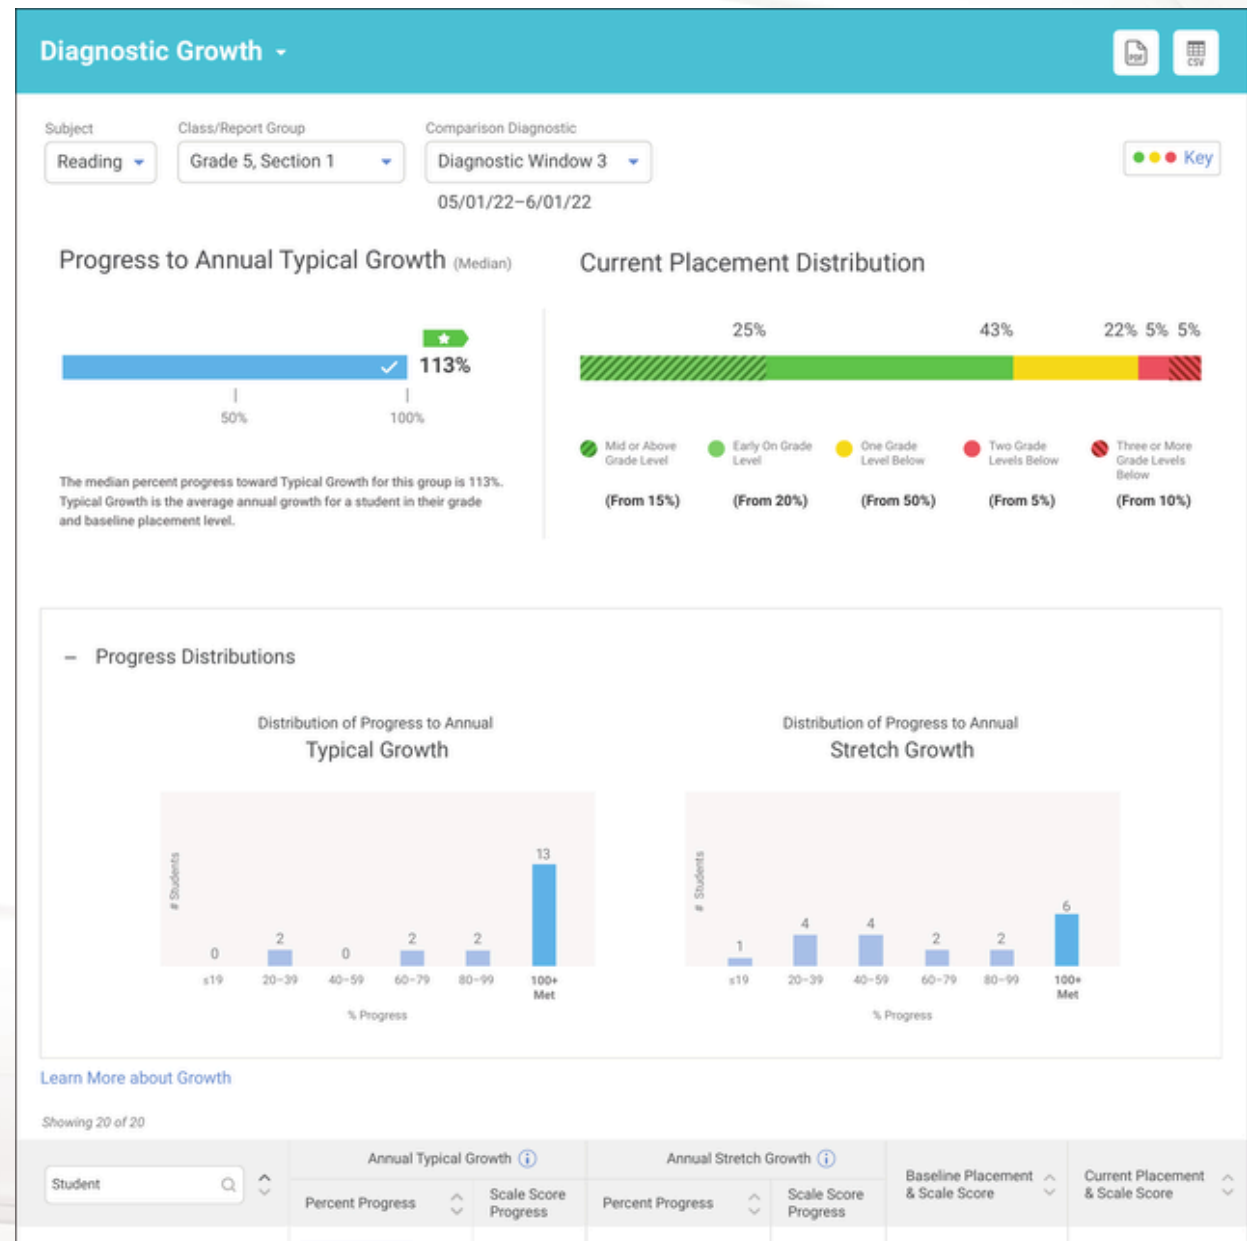 Diagnostic Growth
PDF
CSV
Subject
Class/Report Group
Comparison Diagnostic
Reading
Grade 5, Section 1
Diagnostic Window 3
Key
05/01/22–6/01/22
Progress to Annual Typical Growth (Median)
113%
50%
100%
The median percent progress toward Typical Growth for this group is 113%.
Typical Growth is the average annual growth for a student in their grade
and baseline placement level.
Current Placement Distribution
25%
43%
22% 5% 5%
Mid or Above
Grade Level
(From 15%)
Early On Grade
Level
(From 20%)
One Grade
Level Below
(From 50%)
Two Grade
Levels Below
(From 5%)
Three or More
Grade Levels
Below
(From 10%)
Progress Distributions
Distribution of Progress to Annual
Typical Growth
# Students
0
2
0
2
2
13
≤19
20–39
40–59
60–79
80–99
100+
Met
% Progress
Distribution of Progress to Annual
Stretch Growth
# Students
1
4
4
2
2
6
≤19
20–39
40–59
60–79
80–99
100+
Met
% Progress
Learn More about Growth
Showing 20 of 20
Student
Annual Typical Growth
Percent Progress
Scale Score
Progress
Annual Stretch Growth
Percent Progress
Scale Score
Progress
Baseline Placement
& Scale Score
Current Placement
& Scale Score